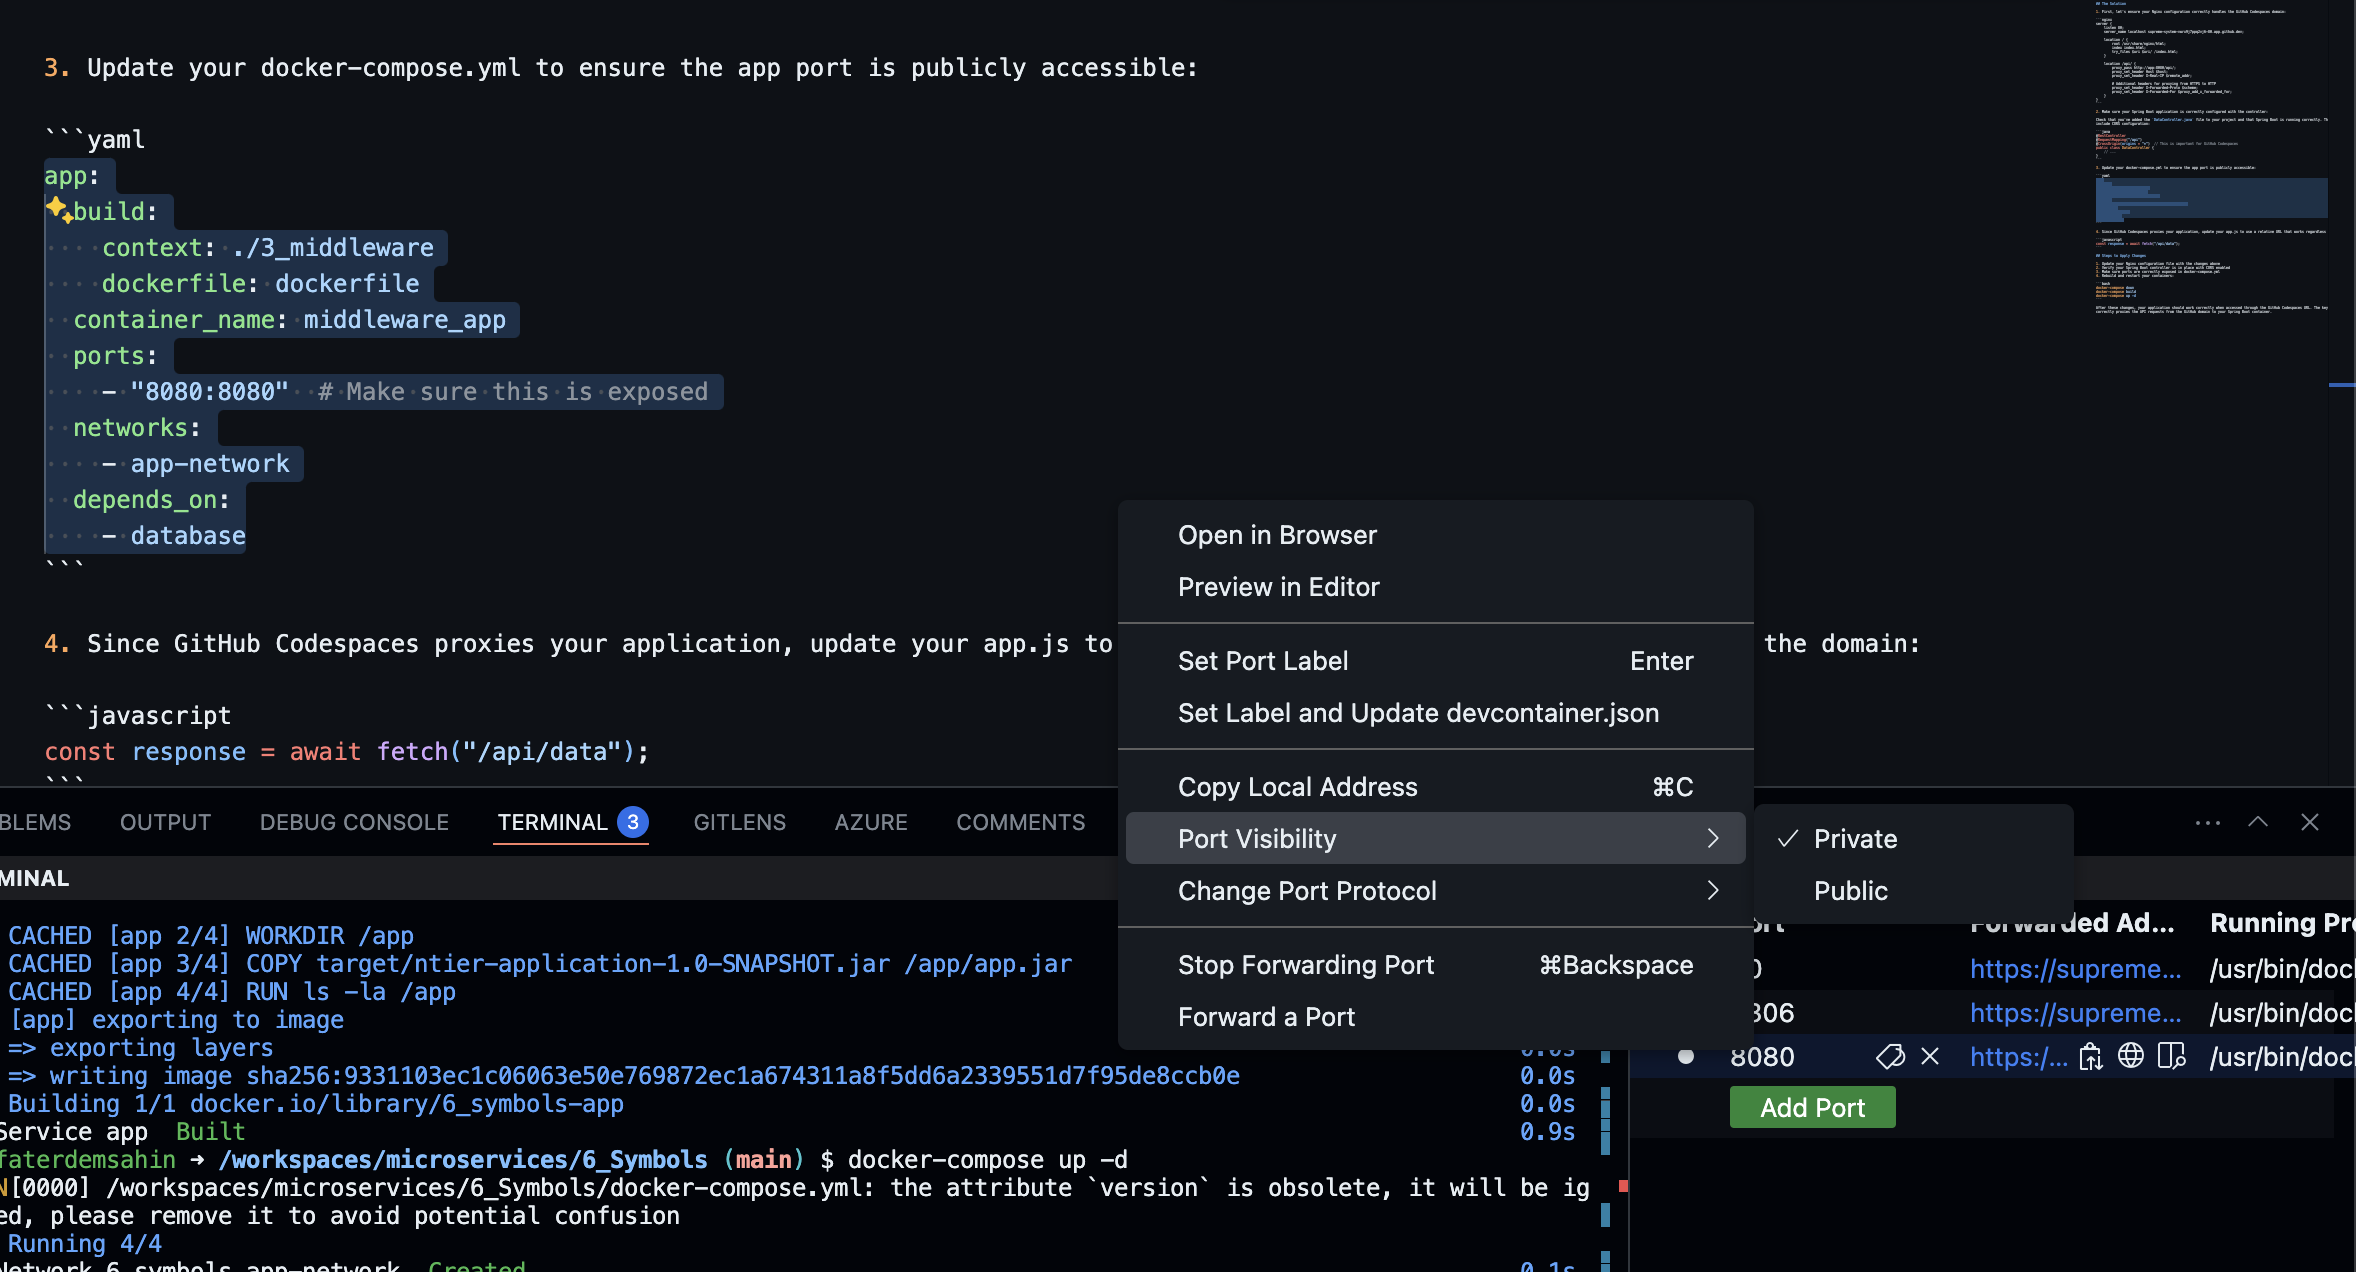 3. Update your docker-compose.yml to ensure the app port is publicly accessible:
```yaml
app:
build:
context: ./3_middleware
dockerfile: dockerfile
container_name: middleware_app
ports:
- "8080:8080" # Make sure this is exposed
networks:
- app-network
depends_on:
- database
```
4. Since GitHub Codespaces proxies your application, update your app.js to the domain:
```javascript
const response = await fetch("/api/data");
```
Open in Browser
Preview in Editor
Set Port Label Enter
Set Label and Update devcontainer.json
Copy Local Address ⌘C
Port Visibility
Change Port Protocol
Stop Forwarding Port ⌘Backspace
Forward a Port
✓ Private
Public
BLEMS OUTPUT DEBUG CONSOLE TERMINAL 3 GITLENS AZURE COMMENTS
MINAL
CACHED [app 2/4] WORKDIR /app
CACHED [app 3/4] COPY target/ntier-application-1.0-SNAPSHOT.jar /app/app.jar
CACHED [app 4/4] RUN ls -la /app
[app] exporting to image
=> exporting layers 0.0s
=> writing image sha256:9331103ec1c06063e50e769872ec1a674311a8f5dd6a2339551d7f95de8ccb0e 0.0s
Building 1/1 docker.io/library/6_symbols-app 0.0s
Service app Built 0.9s
faterdemsahin ➜ /workspaces/microservices/6_Symbols (main) $ docker-compose up -d
N[0000] /workspaces/microservices/6_Symbols/docker-compose.yml: the attribute `version` is obsolete, it will be ig
ed, please remove it to avoid potential confusion
Running 4/4
Network 6_symbols_app-network Created 0.1s
Forwarded Ad... Running Pr
0 https://supreme... /usr/bin/doc
306 https://supreme... /usr/bin/doc
8080 https:/... /usr/bin/doc
Add Port